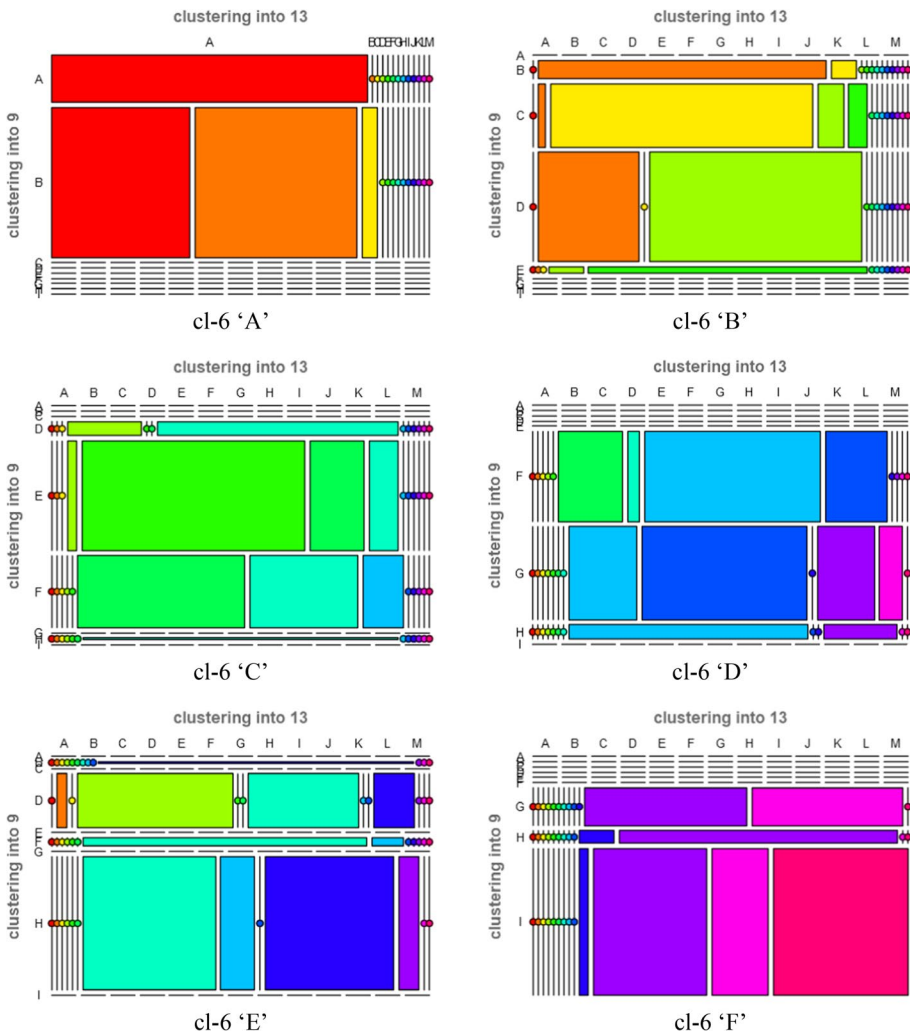 clustering into 13
A BCDEFGHIJKLM
clustering into 9
A
B
C
G
I
cl-6 ‘A’
clustering into 13
A B C D E F G H I J K L M
clustering into 9
A
B
C
D
E
G
I
cl-6 ‘B’
clustering into 13
A B C D E F G H I J K L M
clustering into 9
A
C
D
E
F
G
H
I
cl-6 ‘C’
clustering into 13
A B C D E F G H I J K L M
clustering into 9
A
E
F
G
H
I
cl-6 ‘D’
clustering into 13
A B C D E F G H I J K L M
clustering into 9
A
C
D
E
F
G
H
I
cl-6 ‘E’
clustering into 13
A B C D E F G H I J K L M
clustering into 9
A
F
G
H
I
cl-6 ‘F’